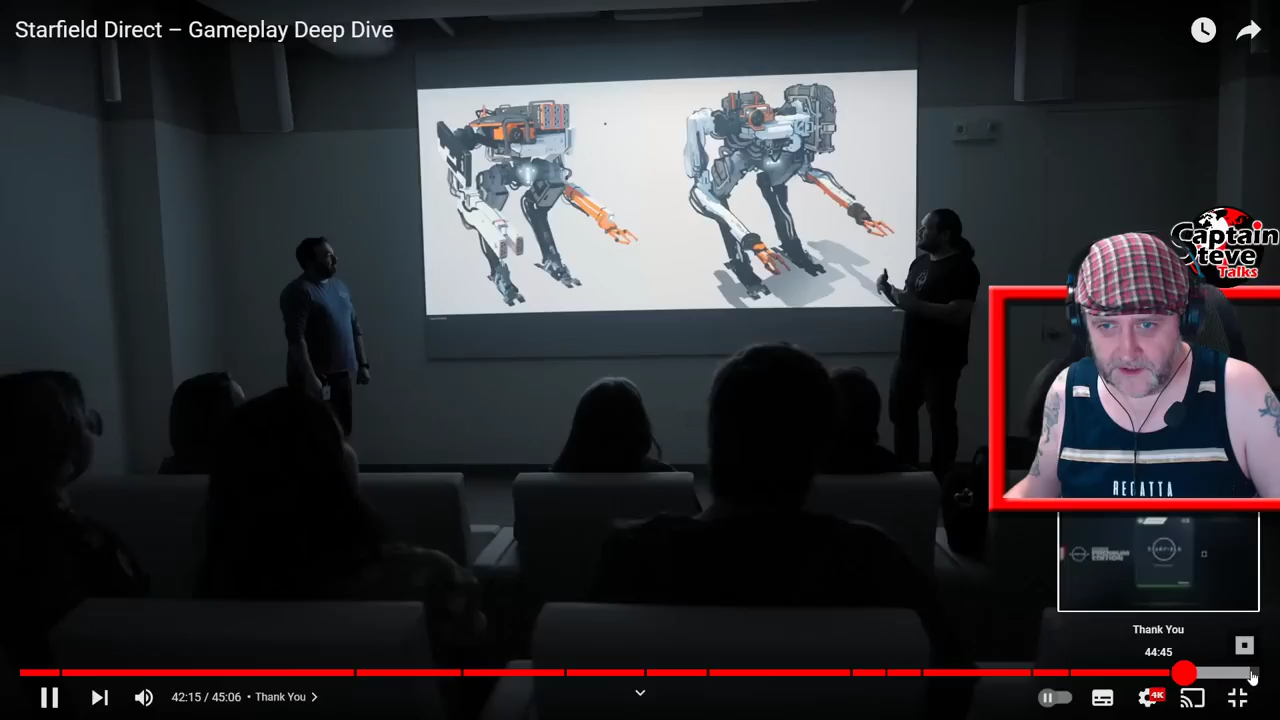 Starfield Direct – Gameplay Deep Dive
Captain
Steve
Talks
REGATTA
STARFIELD
Thank You
44:45
42:15 / 45:06 • Thank You
4K